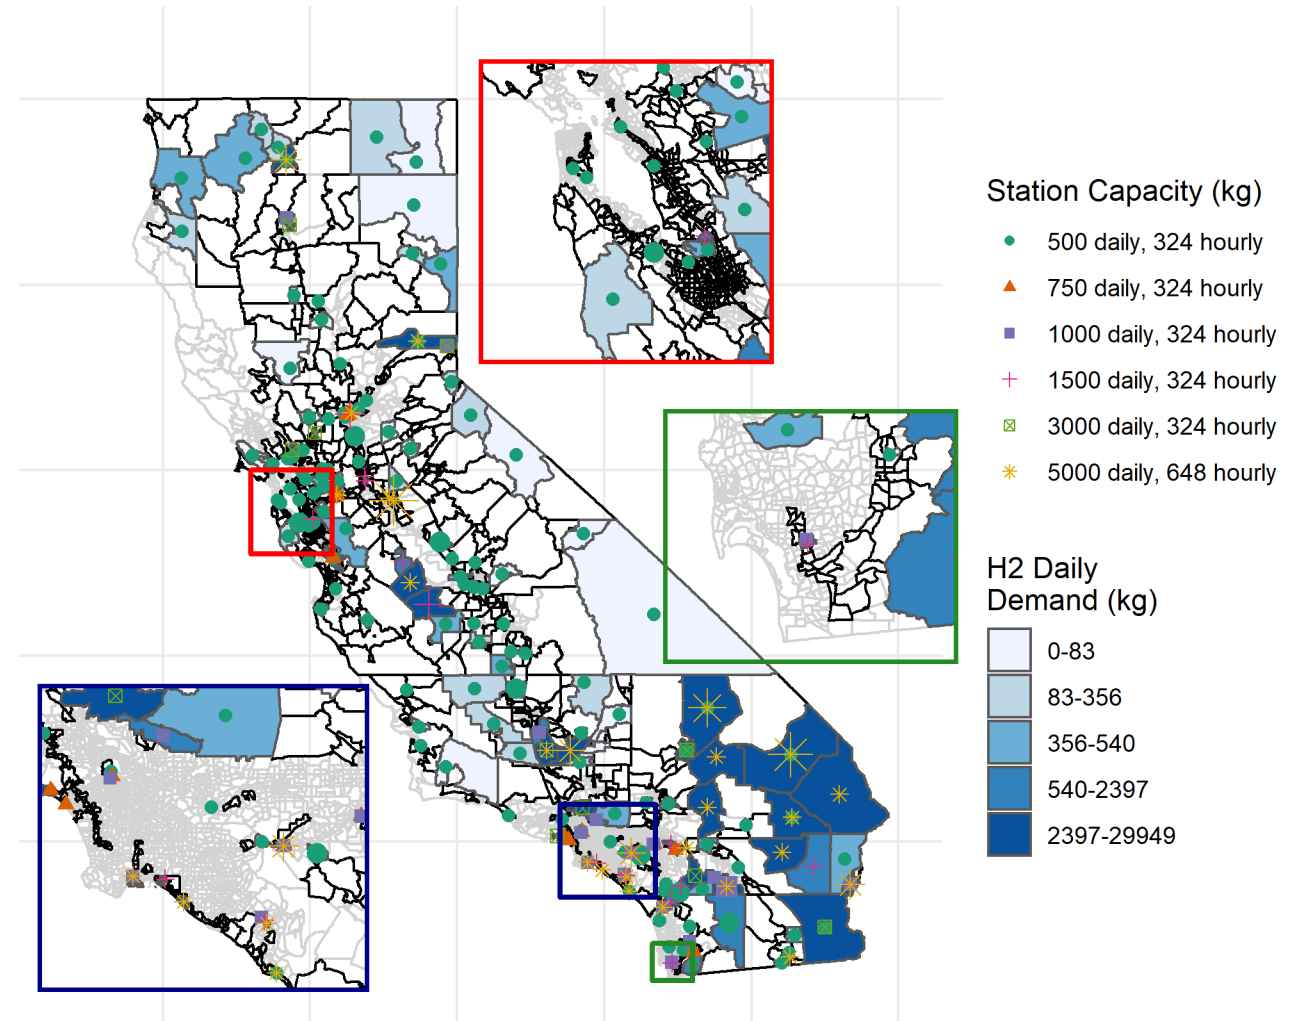 Station Capacity (kg)
500 daily, 324 hourly
750 daily, 324 hourly
1000 daily, 324 hourly
1500 daily, 324 hourly
3000 daily, 324 hourly
5000 daily, 648 hourly
H2 Daily
Demand (kg)
0-83
83-356
356-540
540-2397
2397-29949